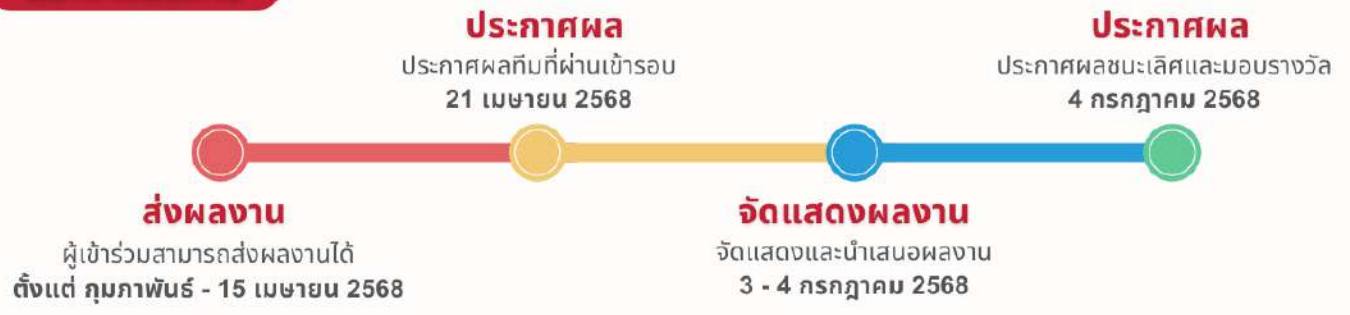 ประกาศผล
ประกาศผลทีมที่ผ่านเข้ารอบ
21 เมษายน 2568
ประกาศผล
ประกาศผลชนะเลิศและมอบรางวัล
4 กรกฎาคม 2568
ส่งผลงาน
ผู้เข้าร่วมสามารถส่งผลงานได้
ตั้งแต่ กุมภาพันธ์ - 15 เมษายน 2568
จัดแสดงผลงาน
จัดแสดงและนำเสนอผลงาน
3 - 4 กรกฎาคม 2568